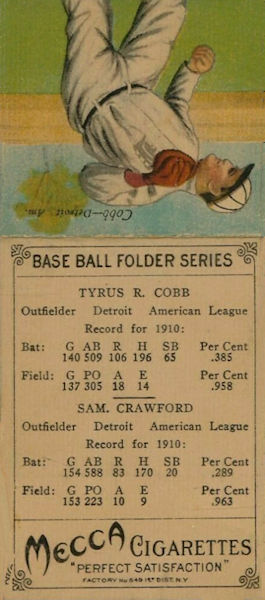 Cobb—Detroit Am.
BASE BALL FOLDER SERIES
TYRUS R. COBB
Outfielder Detroit American League
Record for 1910:
Bat: G AB R H SB Per Cent
140 509 106 196 65 .385
Field: G PO A E Per Cent
137 305 18 14 .958
SAM. CRAWFORD
Outfielder Detroit American League
Record for 1910:
Bat: G AB R H SB Per Cent
154 588 83 170 20 .289
Field: G PO A E Per Cent
153 223 10 9 .963
MECCA CIGARETTES
"PERFECT SATISFACTION"
FACTORY No 649 1ST DIST. N.Y.